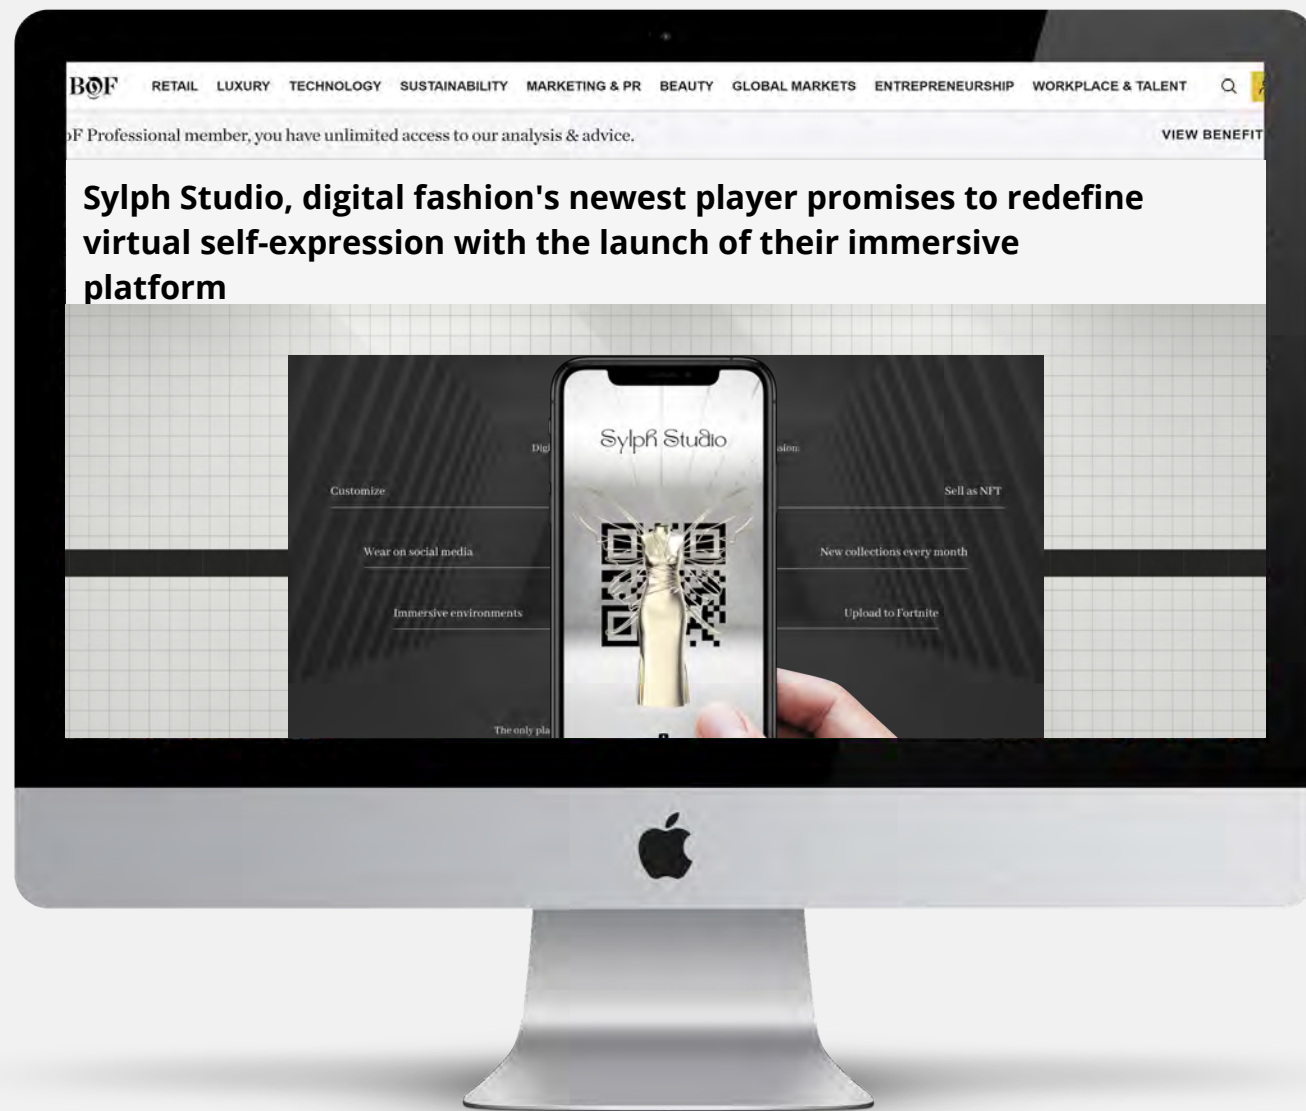 BOF RETAIL LUXURY TECHNOLOGY SUSTAINABILITY MARKETING & PR BEAUTY GLOBAL MARKETS ENTREPRENEURSHIP WORKPLACE & TALENT
F Professional member, you have unlimited access to our analysis & advice. VIEW BENEFIT
Sylph Studio, digital fashion's newest player promises to redefine
virtual self-expression with the launch of their immersive
platform
Sylph Studio
Customize
Sell as NFT
Wear on social media
New collections every month
Immersive environments
Upload to Fortnite
The only